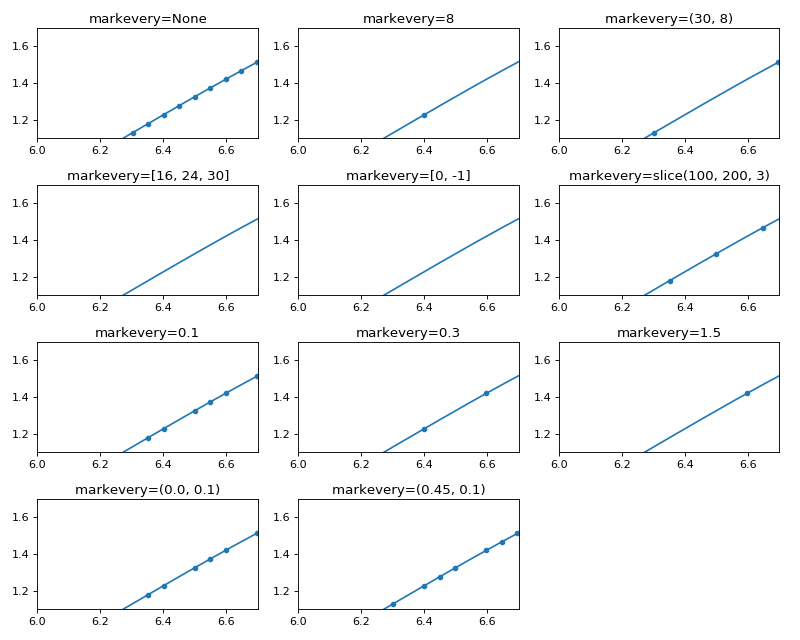 markevery=None
1.6
1.4
1.2
6.0 6.2 6.4 6.6
markevery=8
1.6
1.4
1.2
6.0 6.2 6.4 6.6
markevery=(30, 8)
1.6
1.4
1.2
6.0 6.2 6.4 6.6
markevery=[16, 24, 30]
1.6
1.4
1.2
6.0 6.2 6.4 6.6
markevery=[0, -1]
1.6
1.4
1.2
6.0 6.2 6.4 6.6
markevery=slice(100, 200, 3)
1.6
1.4
1.2
6.0 6.2 6.4 6.6
markevery=0.1
1.6
1.4
1.2
6.0 6.2 6.4 6.6
markevery=0.3
1.6
1.4
1.2
6.0 6.2 6.4 6.6
markevery=1.5
1.6
1.4
1.2
6.0 6.2 6.4 6.6
markevery=(0.0, 0.1)
1.6
1.4
1.2
6.0 6.2 6.4 6.6
markevery=(0.45, 0.1)
1.6
1.4
1.2
6.0 6.2 6.4 6.6